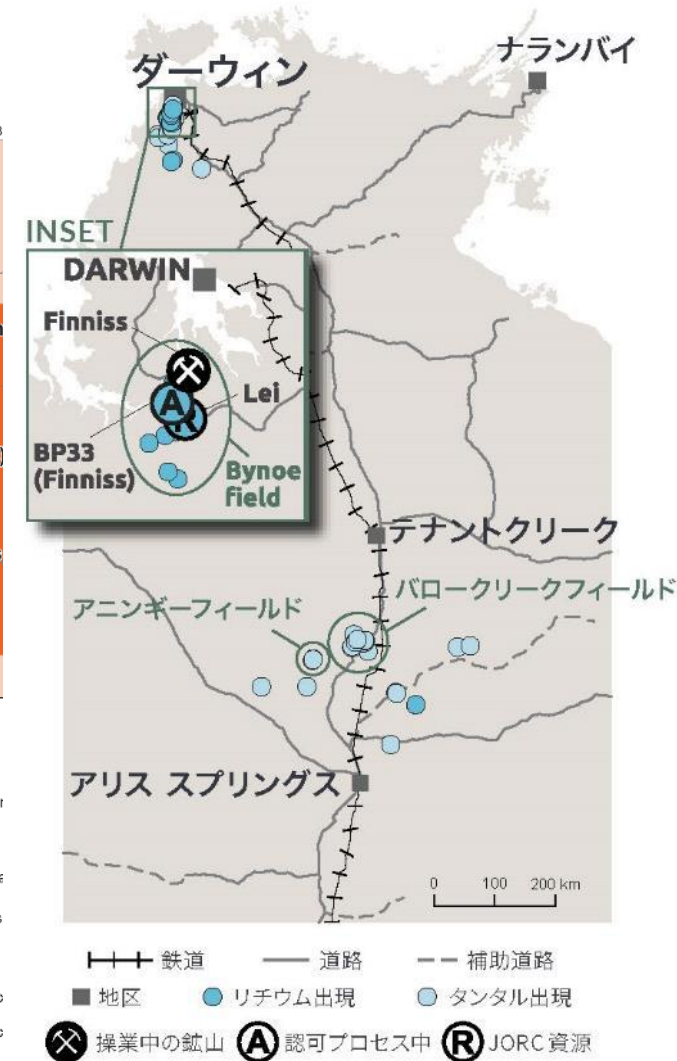 ナランバイ
ダーウィン
INSET
DARWIN
Finniss
Lei
BP33
(Finniss)
A
R
Bynoe
field
テナントクリーク
バロークリークフィールド
アニンギーフィールド
アリス スプリングス
0 100 200 km
鉄道 道路 補助道路
地区 リチウム出現 タンタル出現
操業中の鉱山 A 認可プロセス中 R JORC 資源